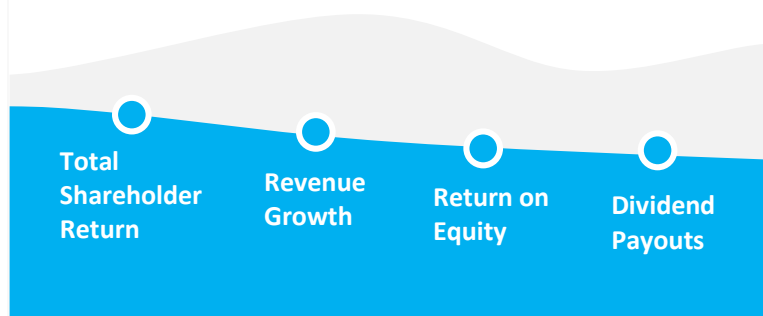 Total
Shareholder
Return
Revenue
Growth
Return on
Equity
Dividend
Payouts